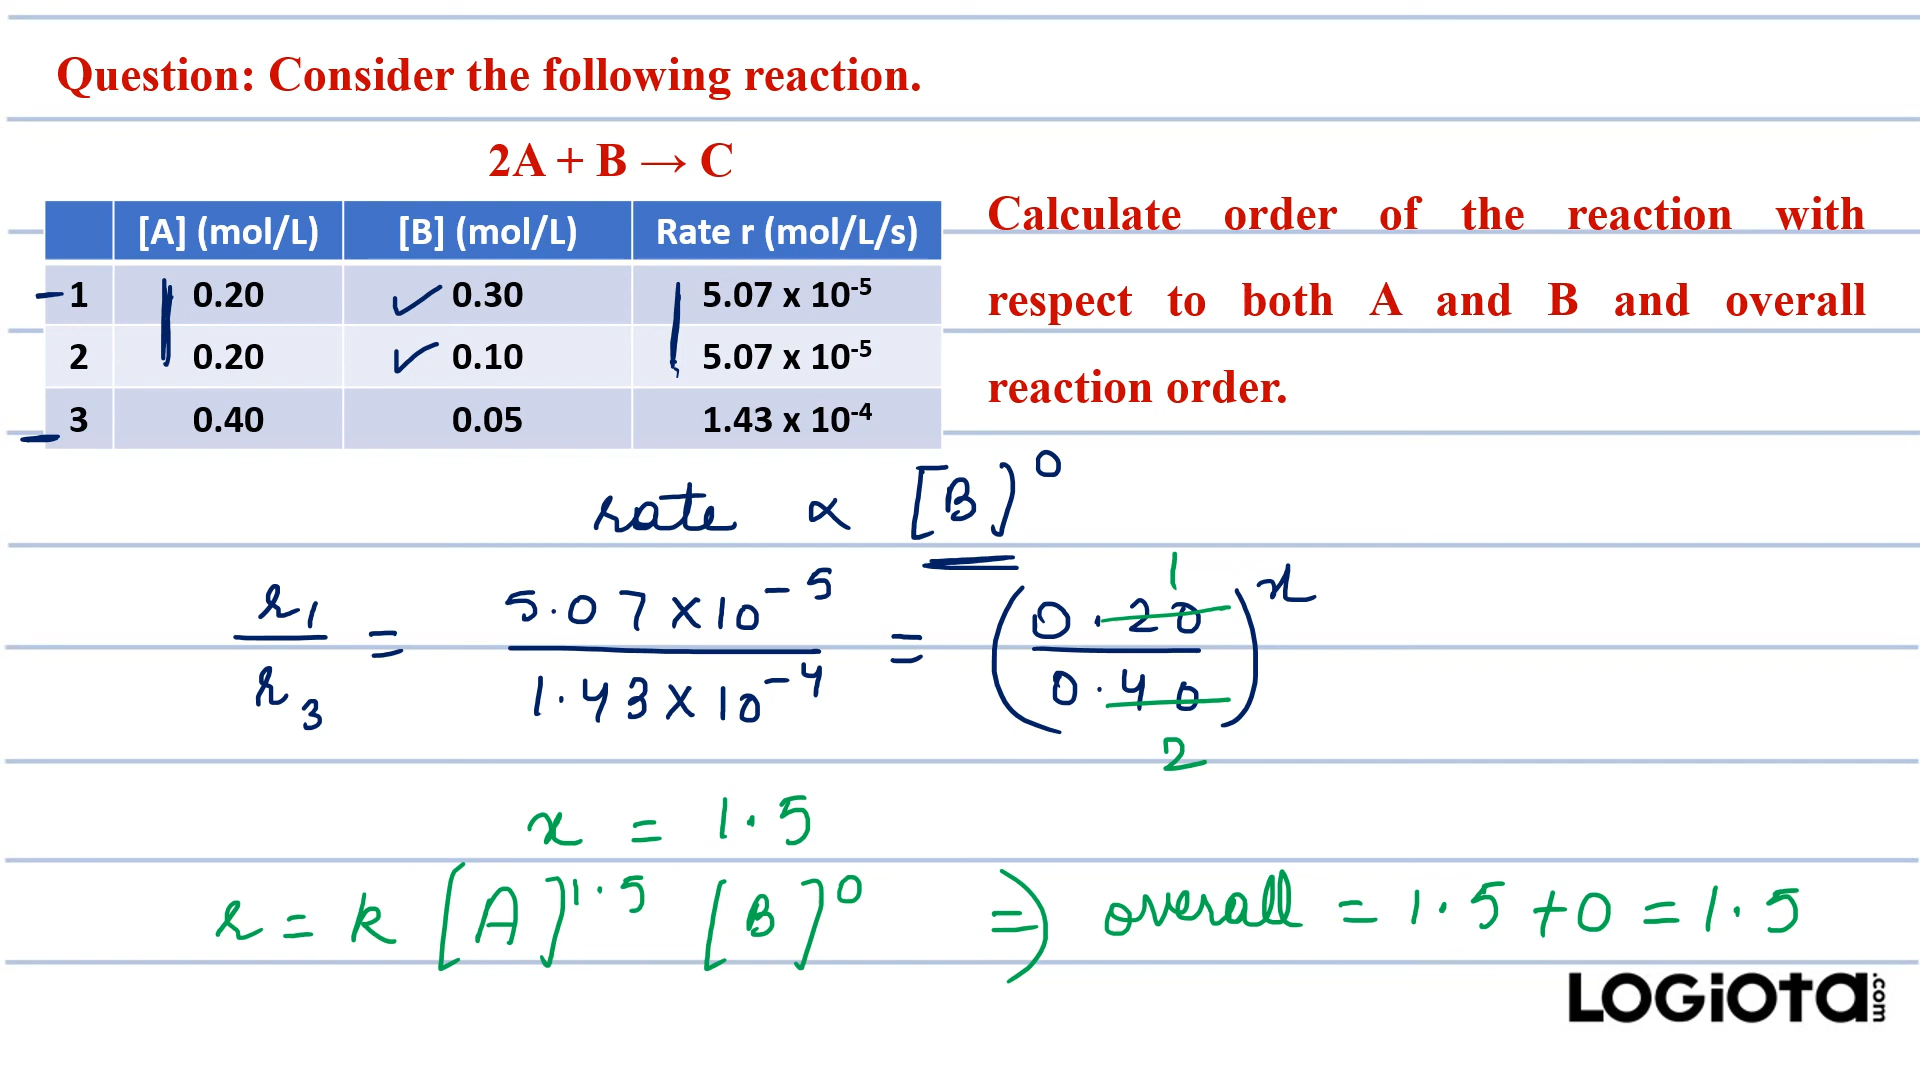 Question: Consider the following reaction.
2A + B → C
[A] (mol/L) [B] (mol/L) Rate r (mol/L/s)
1 0.20 0.30 5.07 x 10⁻⁵
2 0.20 0.10 5.07 x 10⁻⁵
3 0.40 0.05 1.43 x 10⁻⁴
Calculate order of the reaction with
respect to both A and B and overall
reaction order.
rate ∝ [B]⁰
r₁/r₃ = 5.07 × 10⁻⁵ / 1.43 × 10⁻⁴ = (0.20/0.40)ˣ
1
2
x = 1.5
r = k [A]¹·⁵ [B]⁰ ⇒ overall = 1.5 + 0 = 1.5
LOGiOTA.com